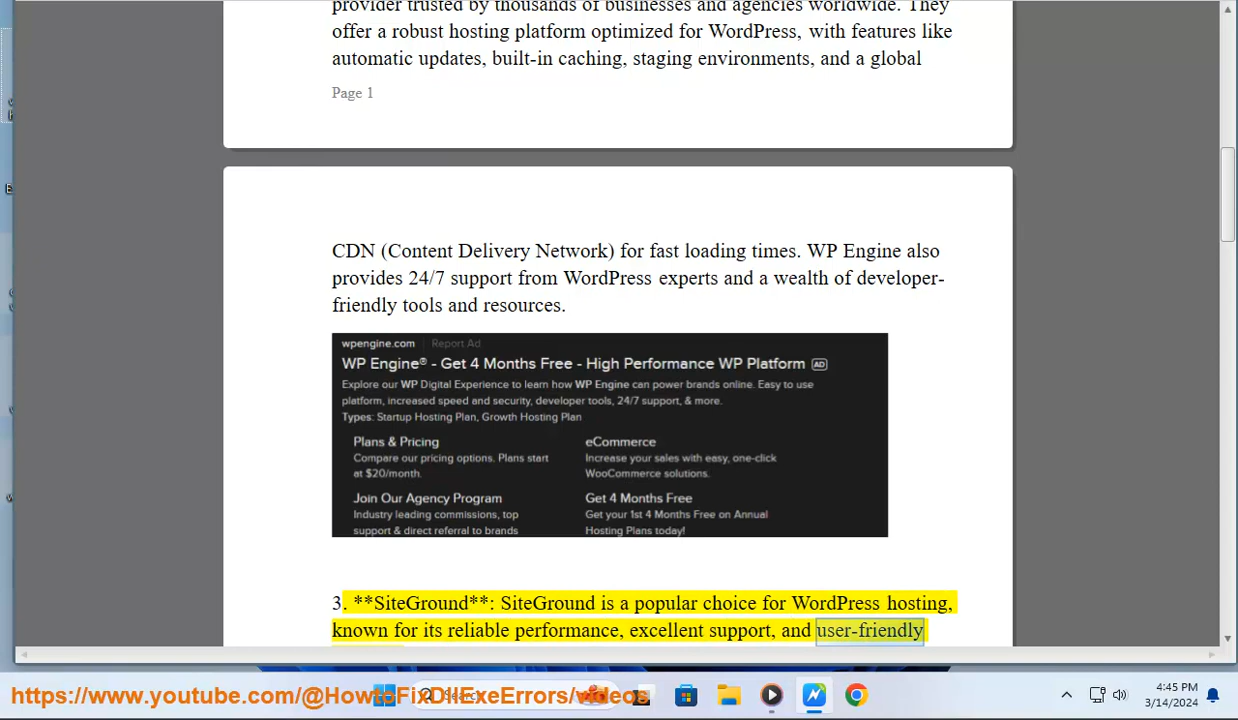 provider trusted by thousands of businesses and agencies worldwide. They
offer a robust hosting platform optimized for WordPress, with features like
automatic updates, built-in caching, staging environments, and a global
Page 1
CDN (Content Delivery Network) for fast loading times. WP Engine also
provides 24/7 support from WordPress experts and a wealth of developer-
friendly tools and resources.
wpengine.com Report Ad
WP Engine® - Get 4 Months Free - High Performance WP Platform AD
Explore our WP Digital Experience to learn how WP Engine can power brands online. Easy to use
platform, increased speed and security, developer tools, 24/7 support, & more.
Types: Startup Hosting Plan, Growth Hosting Plan
Plans & Pricing
Compare our pricing options. Plans start
at $20/month.
eCommerce
Increase your sales with easy, one-click
WooCommerce solutions.
Join Our Agency Program
Industry leading commissions, top
support & direct referral to brands
Get 4 Months Free
Get your 1st 4 Months Free on Annual
Hosting Plans today!
3. **SiteGround**: SiteGround is a popular choice for WordPress hosting,
known for its reliable performance, excellent support, and user-friendly
https://www.youtube.com/@HowtoFixDllExeErrors/videos
4:45 PM
3/14/2024